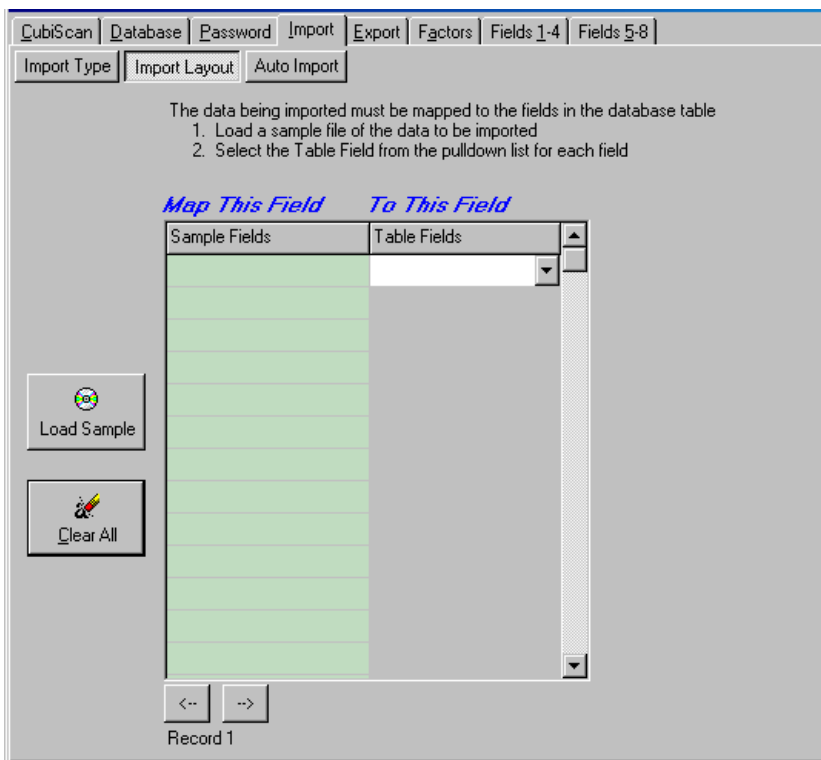 CubiScan Database Password Import Export Factors Fields 1-4 Fields 5-8
Import Type Import Layout Auto Import
The data being imported must be mapped to the fields in the database table
1. Load a sample file of the data to be imported
2. Select the Table Field from the pulldown list for each field
Map This Field To This Field
Sample Fields Table Fields
Load Sample
Clear All
<-- -->
Record 1